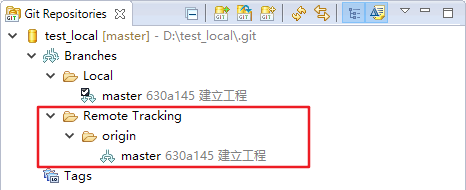 Git Repositories
test_local [master] - D:\test_local\.git
Branches
Local
master 630a145 建立工程
Remote Tracking
origin
master 630a145 建立工程
Tags